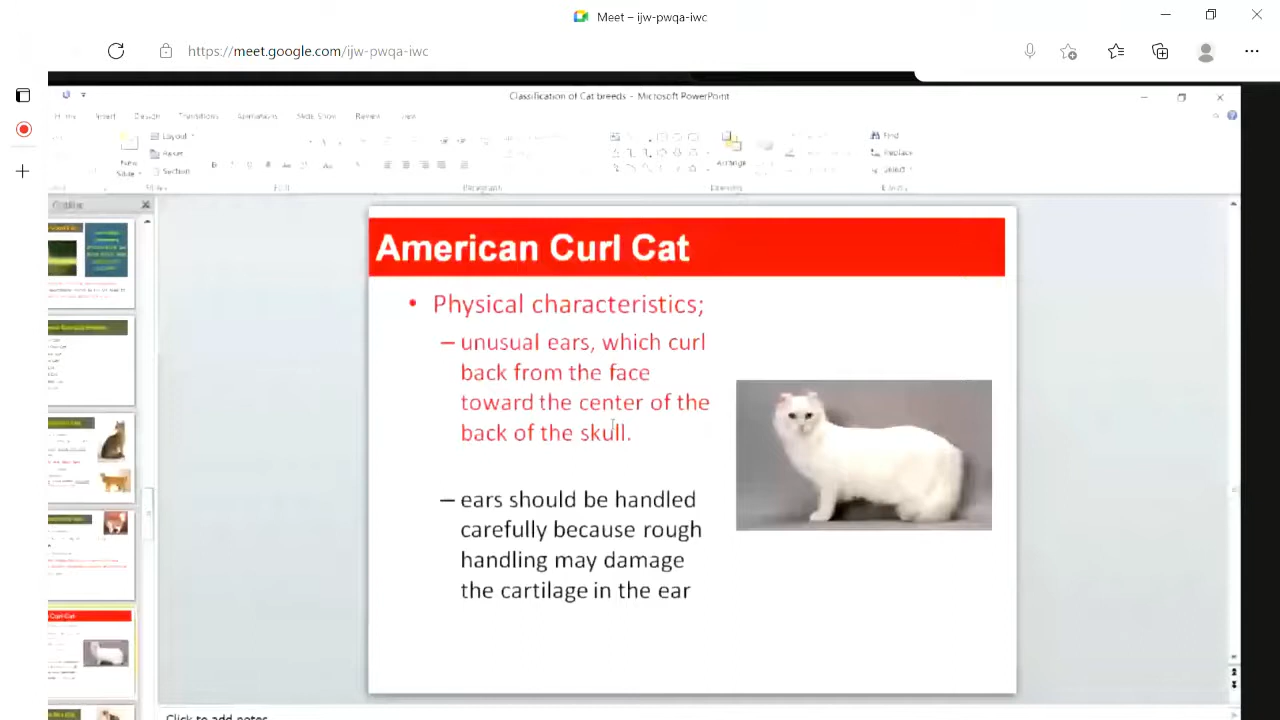 Meet – ijw-pwqa-iwc
https://meet.google.com/ijw-pwqa-iwc
Classification of Cat breeds - Microsoft PowerPoint
Insert
Transitions
Animations
Slide Show
Review
View
Layout
Reset
Section
New
Slide
Arrange
Find
Replace
Select
Paragraph
Drawing
Outline
American Curl Cat
• Physical characteristics;
– unusual ears, which curl
back from the face
toward the center of the
back of the skull.
– ears should be handled
carefully because rough
handling may damage
the cartilage in the ear
Click to add notes